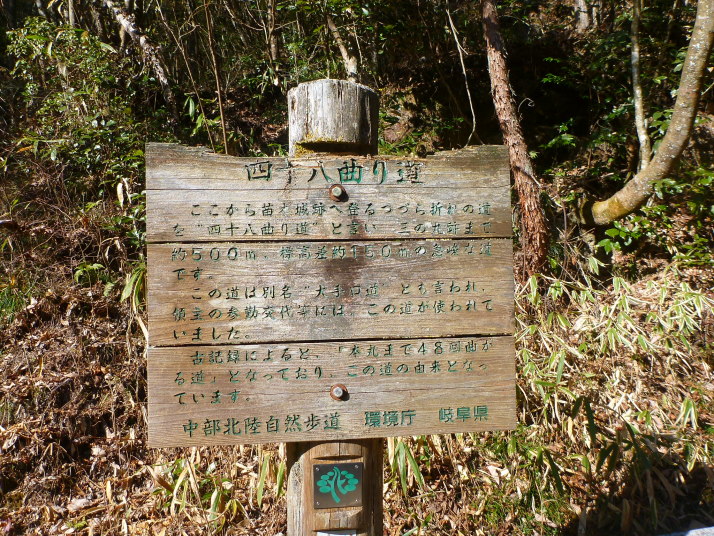 四十八曲り道
ここから苗木城跡へ登るつづら折れの道
を“四十八曲り道”と言い 三の丸跡まで
約500m、標高差約150mの急峻な道
です。
この道は別名“大手口道”とも言われ、
領主の参勤交代等には、この道が使われて
いました。
古記録によると、「本丸まで48回曲か
る道」となっており、この道の由来となっ
ています。
中部北陸自然歩道 環境庁 岐阜県